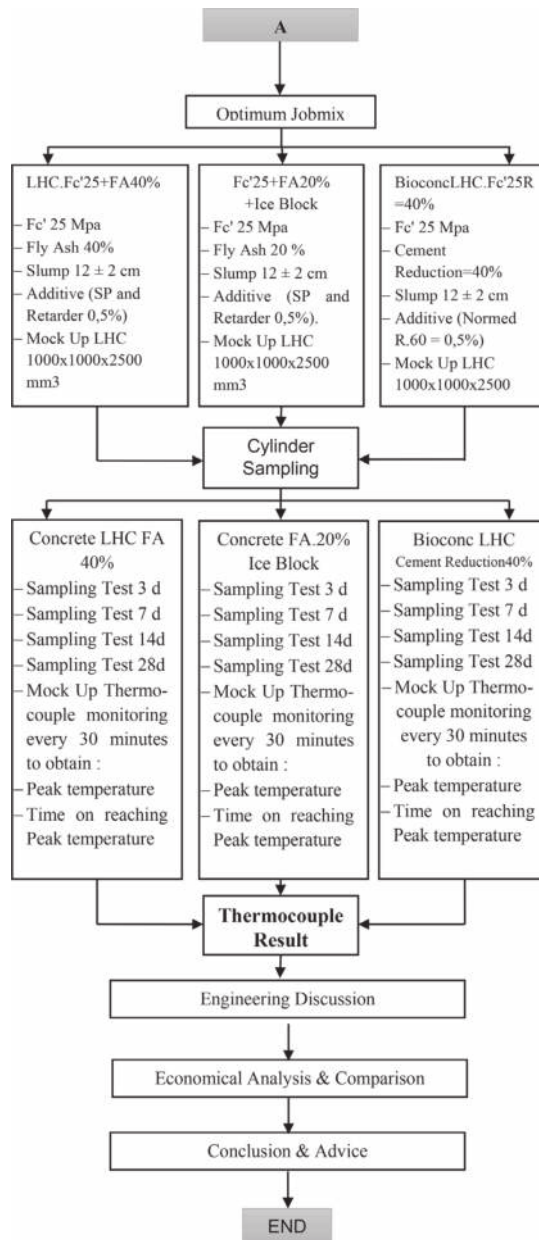 A
Optimum Jobmix
LHC.Fc'25+FA40%
– Fc' 25 Mpa
– Fly Ash 40%
– Slump 12 ± 2 cm
– Additive (SP and
Retarder 0,5%)
– Mock Up LHC
1000x1000x2500
mm3
Fc'25+FA20%
+Ice Block
– Fc' 25 Mpa
– Fly Ash 20 %
– Slump 12 ± 2 cm
– Additive (SP and
Retarder 0,5%).
– Mock Up LHC
1000x1000x2500
mm3
BioconcLHC.Fc'25R
=40%
– Fc' 25 Mpa
– Cement
Reduction=40%
– Slump 12 ± 2 cm
– Additive (Normed
R.60 = 0,5%)
– Mock Up LHC
1000x1000x2500
Cylinder
Sampling
Concrete LHC FA
40%
– Sampling Test 3 d
– Sampling Test 7 d
– Sampling Test 14d
– Sampling Test 28d
– Mock Up Thermo-
couple monitoring
every 30 minutes
to obtain :
– Peak temperature
– Time on reaching
Peak temperature
Concrete FA.20%
Ice Block
– Sampling Test 3 d
– Sampling Test 7 d
– Sampling Test 14d
– Sampling Test 28d
– Mock Up Thermo-
couple monitoring
every 30 minutes
to obtain :
– Peak temperature
– Time on reaching
Peak temperature
Bioconc LHC
Cement Reduction40%
– Sampling Test 3 d
– Sampling Test 7 d
– Sampling Test 14d
– Sampling Test 28d
– Mock Up Thermo-
couple monitoring
every 30 minutes
to obtain :
– Peak temperature
– Time on reaching
Peak temperature
Thermocouple
Result
Engineering Discussion
Economical Analysis & Comparison
Conclusion & Advice
END